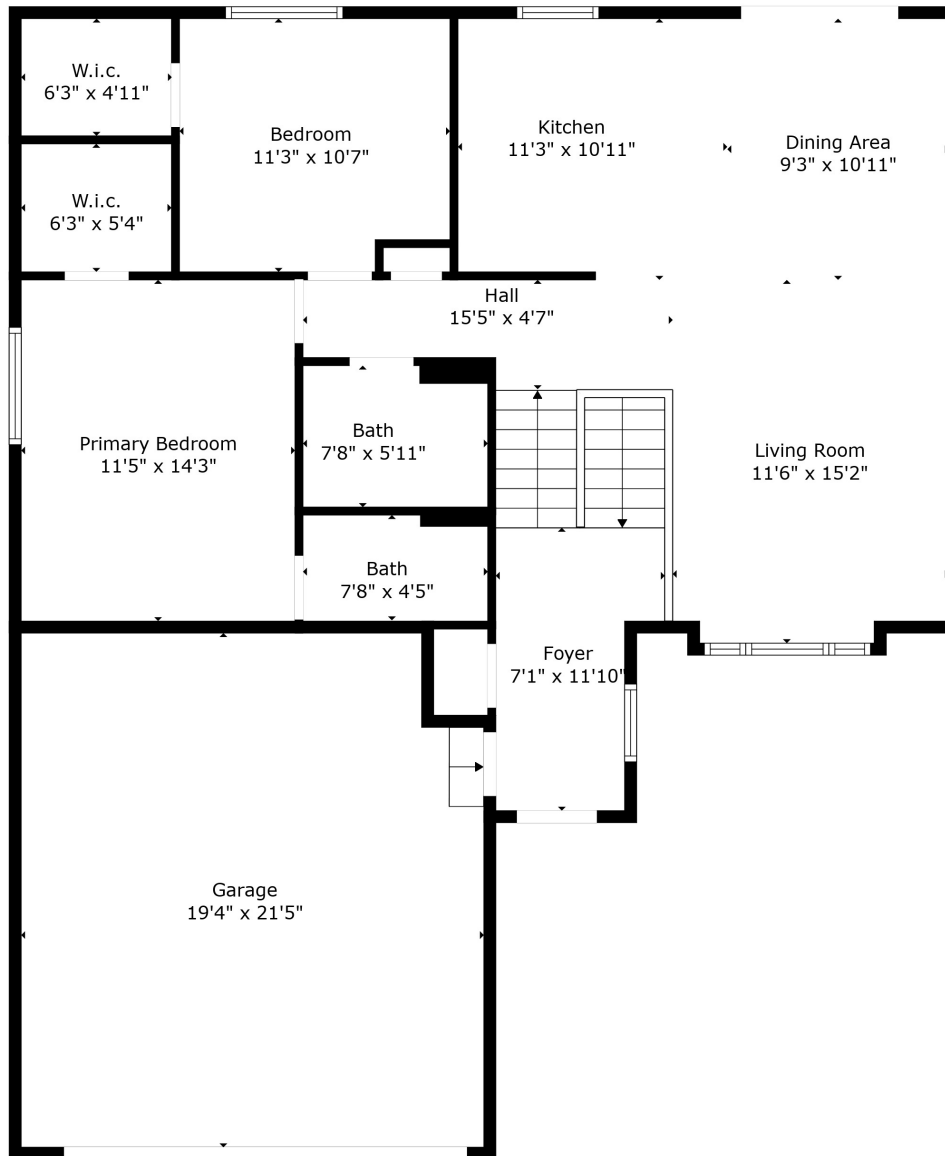 W.i.c.
6'3" x 4'11"
Bedroom
11'3" x 10'7"
Kitchen
11'3" x 10'11"
Dining Area
9'3" x 10'11"
W.i.c.
6'3" x 5'4"
Hall
15'5" x 4'7"
Primary Bedroom
11'5" x 14'3"
Bath
7'8" x 5'11"
Living Room
11'6" x 15'2"
Bath
7'8" x 4'5"
Foyer
7'1" x 11'10"
Garage
19'4" x 21'5"